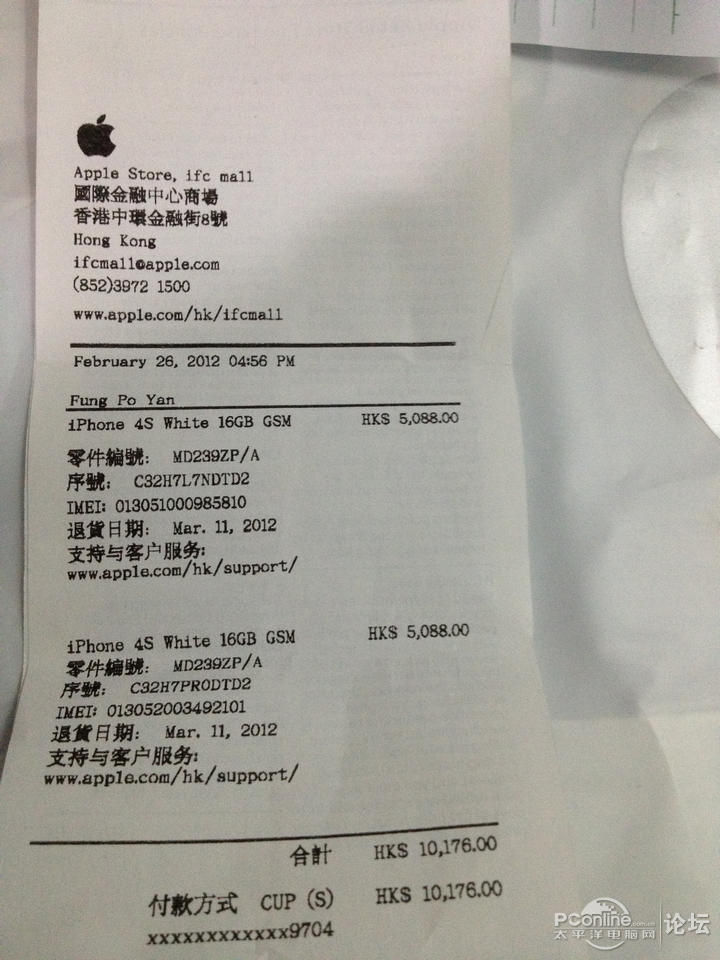 Apple Store, ifc mall
國際金融中心商場
香港中環金融街8號
Hong Kong
ifcmall@apple.com
(852)3972 1500
www.apple.com/hk/ifcmall
February 26, 2012 04:56 PM
Fung Po Yan
iPhone 4S White 16GB GSM HK$ 5,088.00
零件編號: MD239ZP/A
序號: C32H7L7NDTD2
IMEI: 013051000985810
退貨日期: Mar. 11, 2012
支持与客户服务:
www.apple.com/hk/support/
iPhone 4S White 16GB GSM HK$ 5,088.00
零件編號: MD239ZP/A
序號: C32H7PRODTD2
IMEI: 013052003492101
退貨日期: Mar. 11, 2012
支持与客户服务:
www.apple.com/hk/support/
合計 HK$ 10,176.00
付款方式 CUP (S) HK$ 10,176.00
xxxxxxxxxxxx9704
PConline.com.cn
太平洋电脑网 论坛